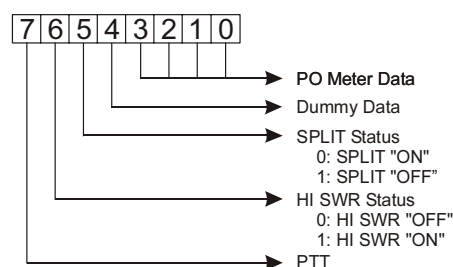 7 6 5 4 3 2 1 0
PO Meter Data
Dummy Data
SPLIT Status
0: SPLIT "ON"
1: SPLIT "OFF”
HI SWR Status
0: HI SWR "OFF"
1: HI SWR "ON"
PTT